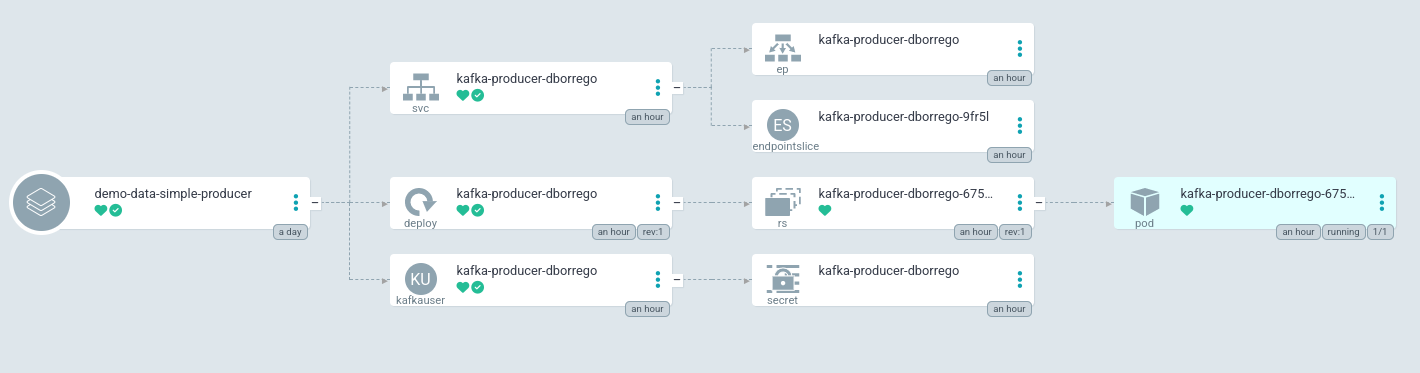 kafka-producer-dborrego
ep
an hour
kafka-producer-dborrego
svc
an hour
ES
kafka-producer-dborrego-9fr5l
endpointslice
an hour
demo-data-simple-producer
a day
kafka-producer-dborrego
deploy
an hour rev:1
kafka-producer-dborrego-675...
rs
an hour rev:1
kafka-producer-dborrego-675...
pod
an hour running 1/1
KU
kafka-producer-dborrego
kafkauser
an hour
kafka-producer-dborrego
secret
an hour